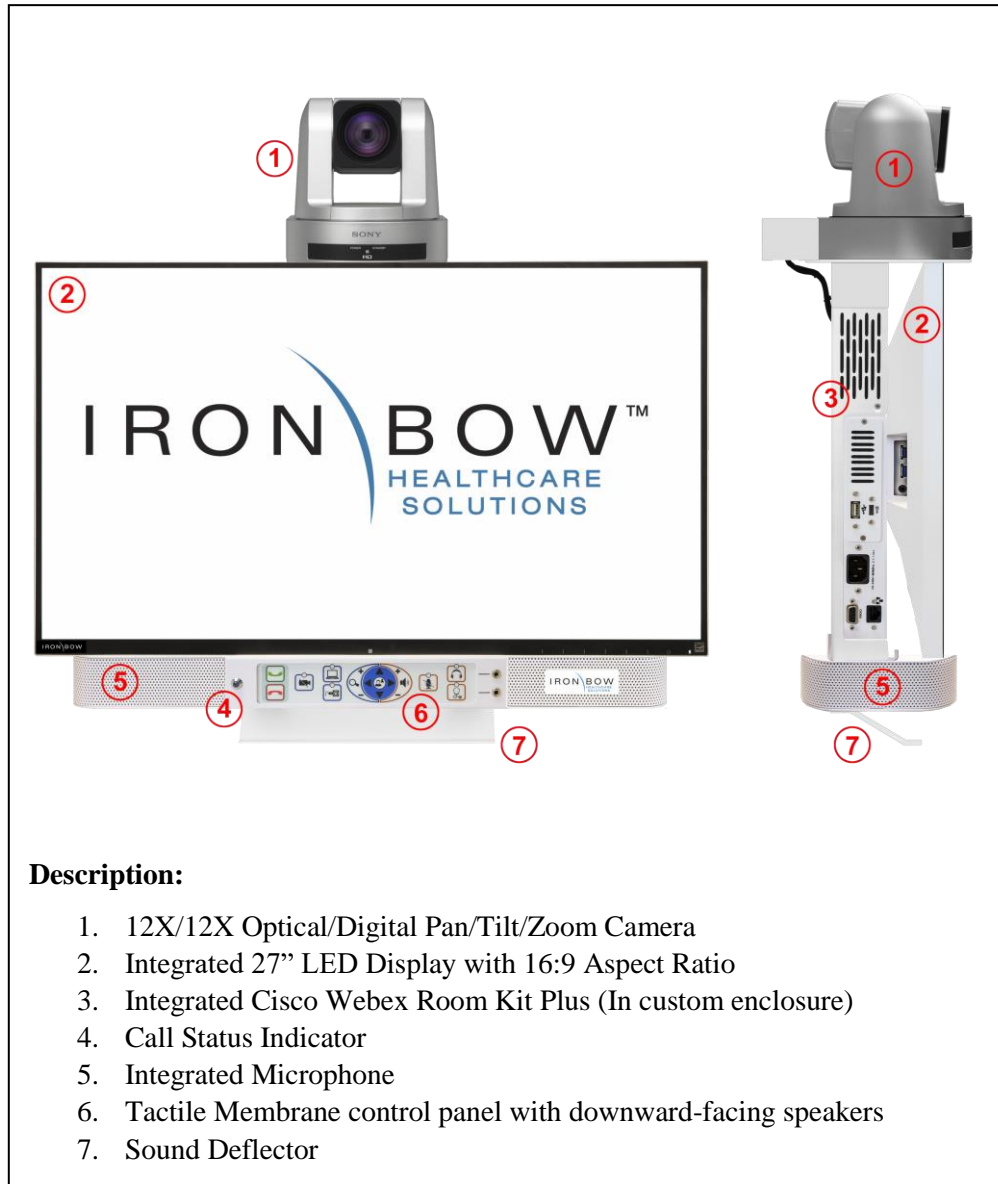 1
1
SONY
2
2
IRON BOW™
HEALTHCARE
SOLUTIONS
3
IRON BOW
5
IRON BOW
5
4
6
7
7
Description:
1. 12X/12X Optical/Digital Pan/Tilt/Zoom Camera
2. Integrated 27” LED Display with 16:9 Aspect Ratio
3. Integrated Cisco Webex Room Kit Plus (In custom enclosure)
4. Call Status Indicator
5. Integrated Microphone
6. Tactile Membrane control panel with downward-facing speakers
7. Sound Deflector